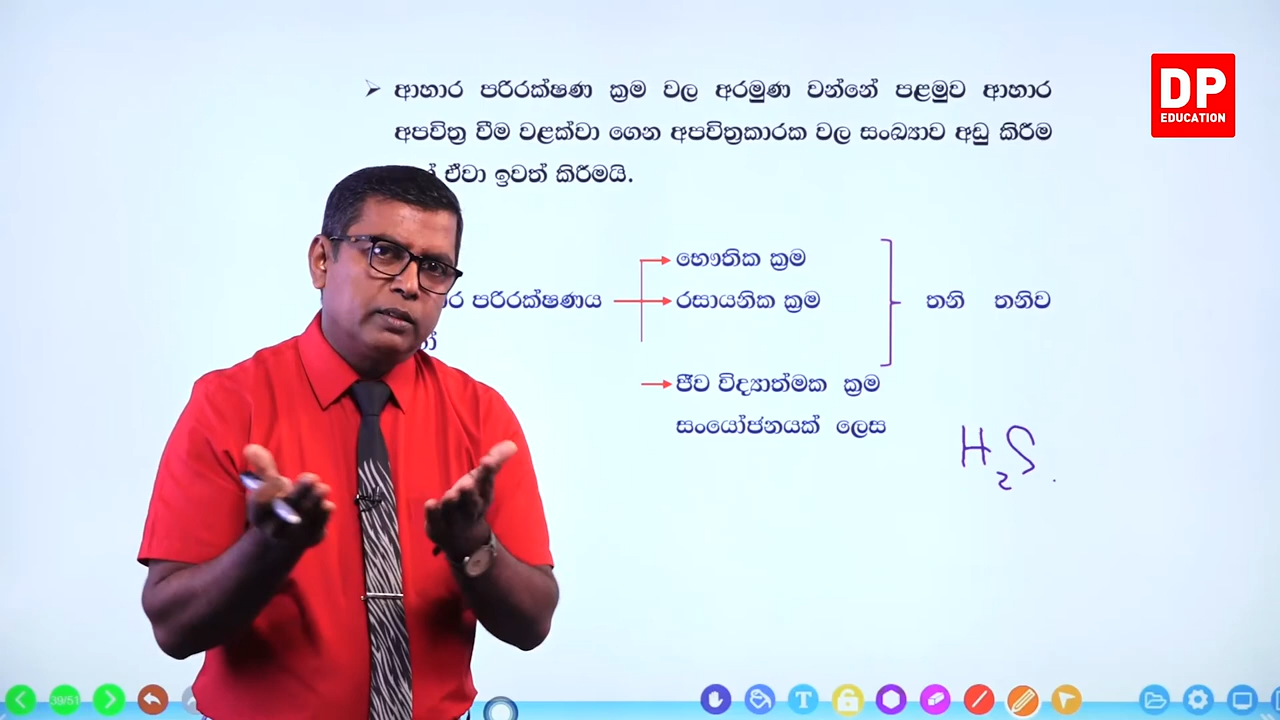 DP
EDUCATION
➤ ආහාර පරිරක්ෂණ ක්‍රම වල අරමුණ වන්නේ පළමුව ආහාර
අපවිත්‍ර වීම වළක්වා ගෙන අපවිත්‍රකාරක වල සංඛ්‍යාව අඩු කිරීම
ඒවා ඉවත් කිරීමයි.
භෞතික ක්‍රම
පරිරක්ෂණය රසායනික ක්‍රම තනි තනිව
ජීව විද්‍යාත්මක ක්‍රම
සංයෝජනයක් ලෙස
H₂S
39/51
T